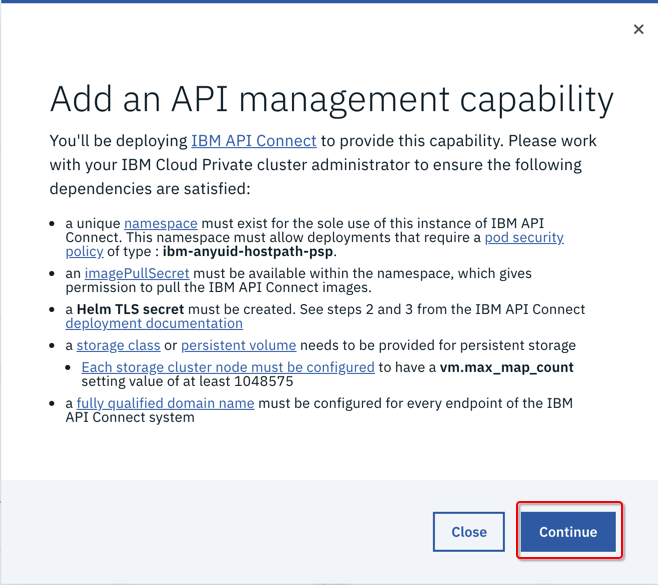 Add an API management capability
You'll be deploying IBM API Connect to provide this capability. Please work
with your IBM Cloud Private cluster administrator to ensure the following
dependencies are satisfied:
• a unique namespace must exist for the sole use of this instance of IBM API
Connect. This namespace must allow deployments that require a pod security
policy of type : ibm-anyuid-hostpath-psp.
• an imagePullSecret must be available within the namespace, which gives
permission to pull the IBM API Connect images.
• a Helm TLS secret must be created. See steps 2 and 3 from the IBM API Connect
deployment documentation
• a storage class or persistent volume needs to be provided for persistent storage
• Each storage cluster node must be configured to have a vm.max_map_count
setting value of at least 1048575
• a fully qualified domain name must be configured for every endpoint of the IBM
API Connect system
Close Continue